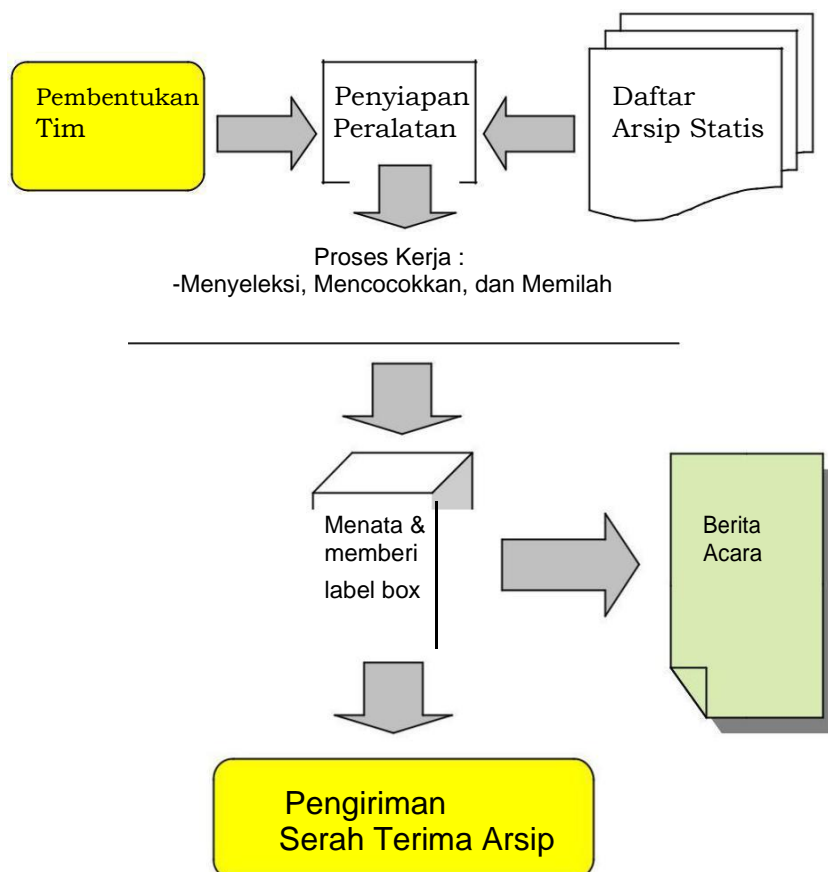 Pembentukan
Tim
Penyiapan
Peralatan
Daftar
Arsip Statis
Proses Kerja :
-Menyeleksi, Mencocokkan, dan Memilah
Menata &
memberi
label box
Berita
Acara
Pengiriman
Serah Terima Arsip